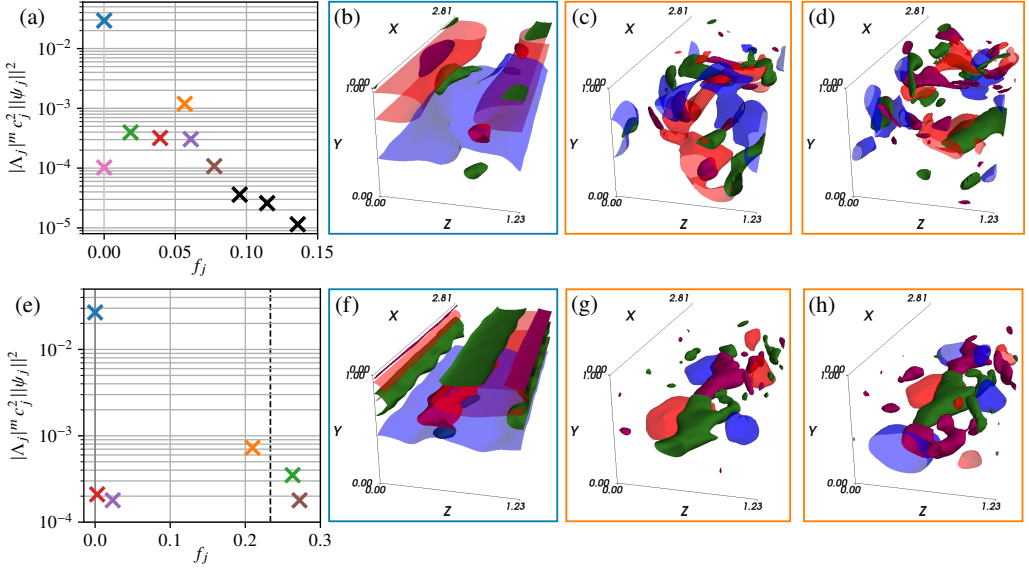 (a)
|Λ_j|^m c_j^2 ||ψ_j||^2
10^−2
10^−3
10^−4
10^−5
0.00 0.05 0.10 0.15
f_j
(b)
X
2.81
0.00
1.00
Y
0.00
0.00
Z
1.23
(c)
X
2.81
0.00
1.00
Y
0.00
0.00
Z
1.23
(d)
X
2.81
0.00
1.00
Y
0.00
0.00
Z
1.23
(e)
|Λ_j|^m c_j^2 ||ψ_j||^2
10^−2
10^−3
10^−4
0.0 0.1 0.2 0.3
f_j
(f)
X
2.81
0.00
1.00
Y
0.00
0.00
Z
1.23
(g)
X
2.81
0.00
1.00
Y
0.00
0.00
Z
1.23
(h)
X
2.81
0.00
1.00
Y
0.00
0.00
Z
1.23